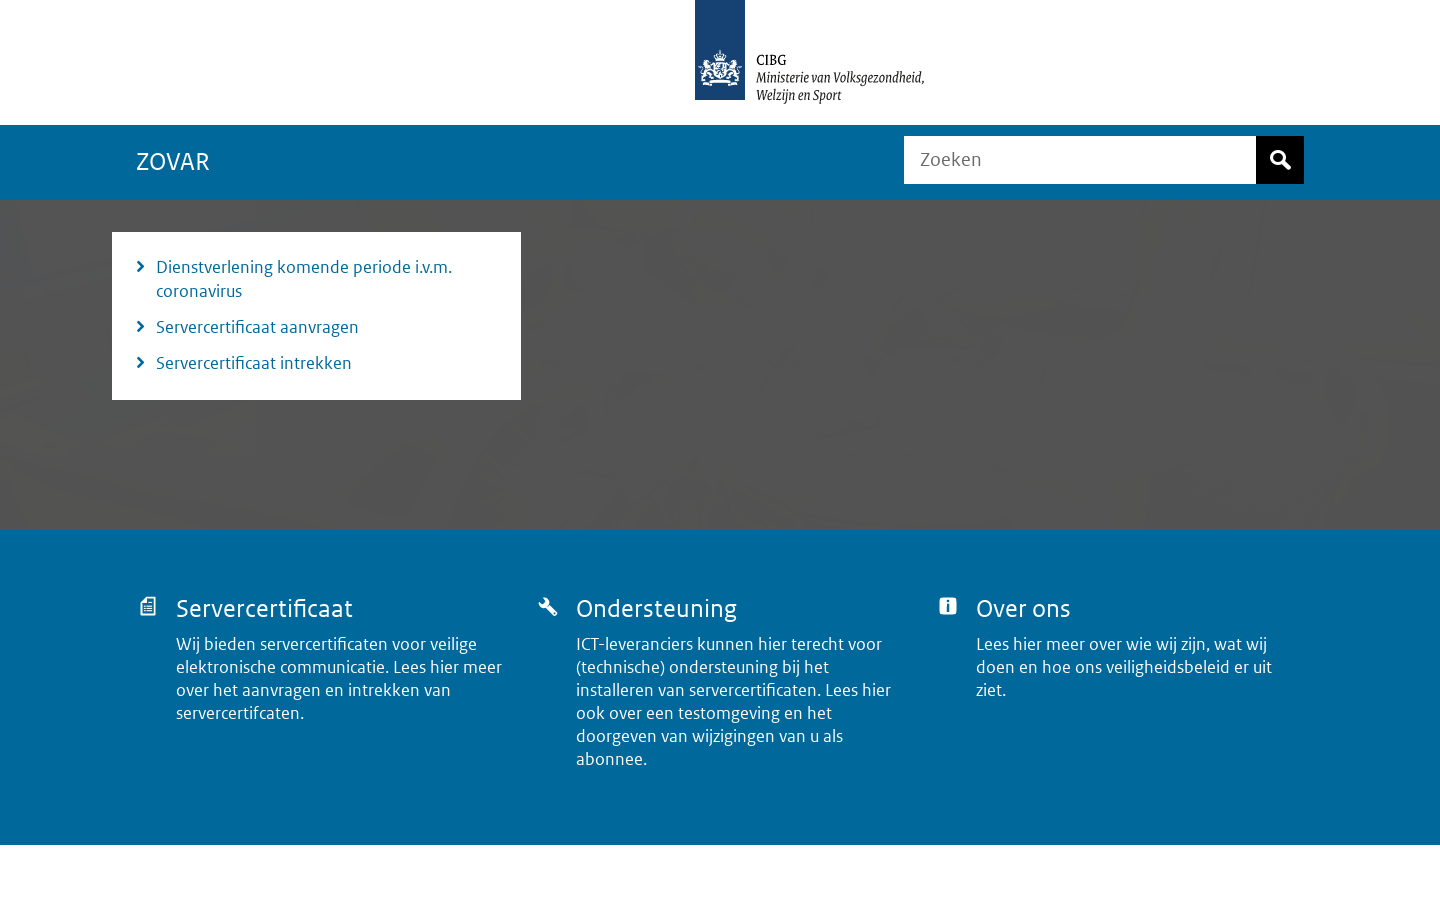 CIBG
Ministerie van Volksgezondheid,
Welzijn en Sport
ZOVAR
Zoeken
Dienstverlening komende periode i.v.m.
coronavirus
Servercertificaat aanvragen
Servercertificaat intrekken
Servercertificaat
Wij bieden servercertificaten voor veilige
elektronische communicatie. Lees hier meer
over het aanvragen en intrekken van
servercertifcaten.
Ondersteuning
ICT-leveranciers kunnen hier terecht voor
(technische) ondersteuning bij het
installeren van servercertificaten. Lees hier
ook over een testomgeving en het
doorgeven van wijzigingen van u als
abonnee.
Over ons
Lees hier meer over wie wij zijn, wat wij
doen en hoe ons veiligheidsbeleid er uit
ziet.